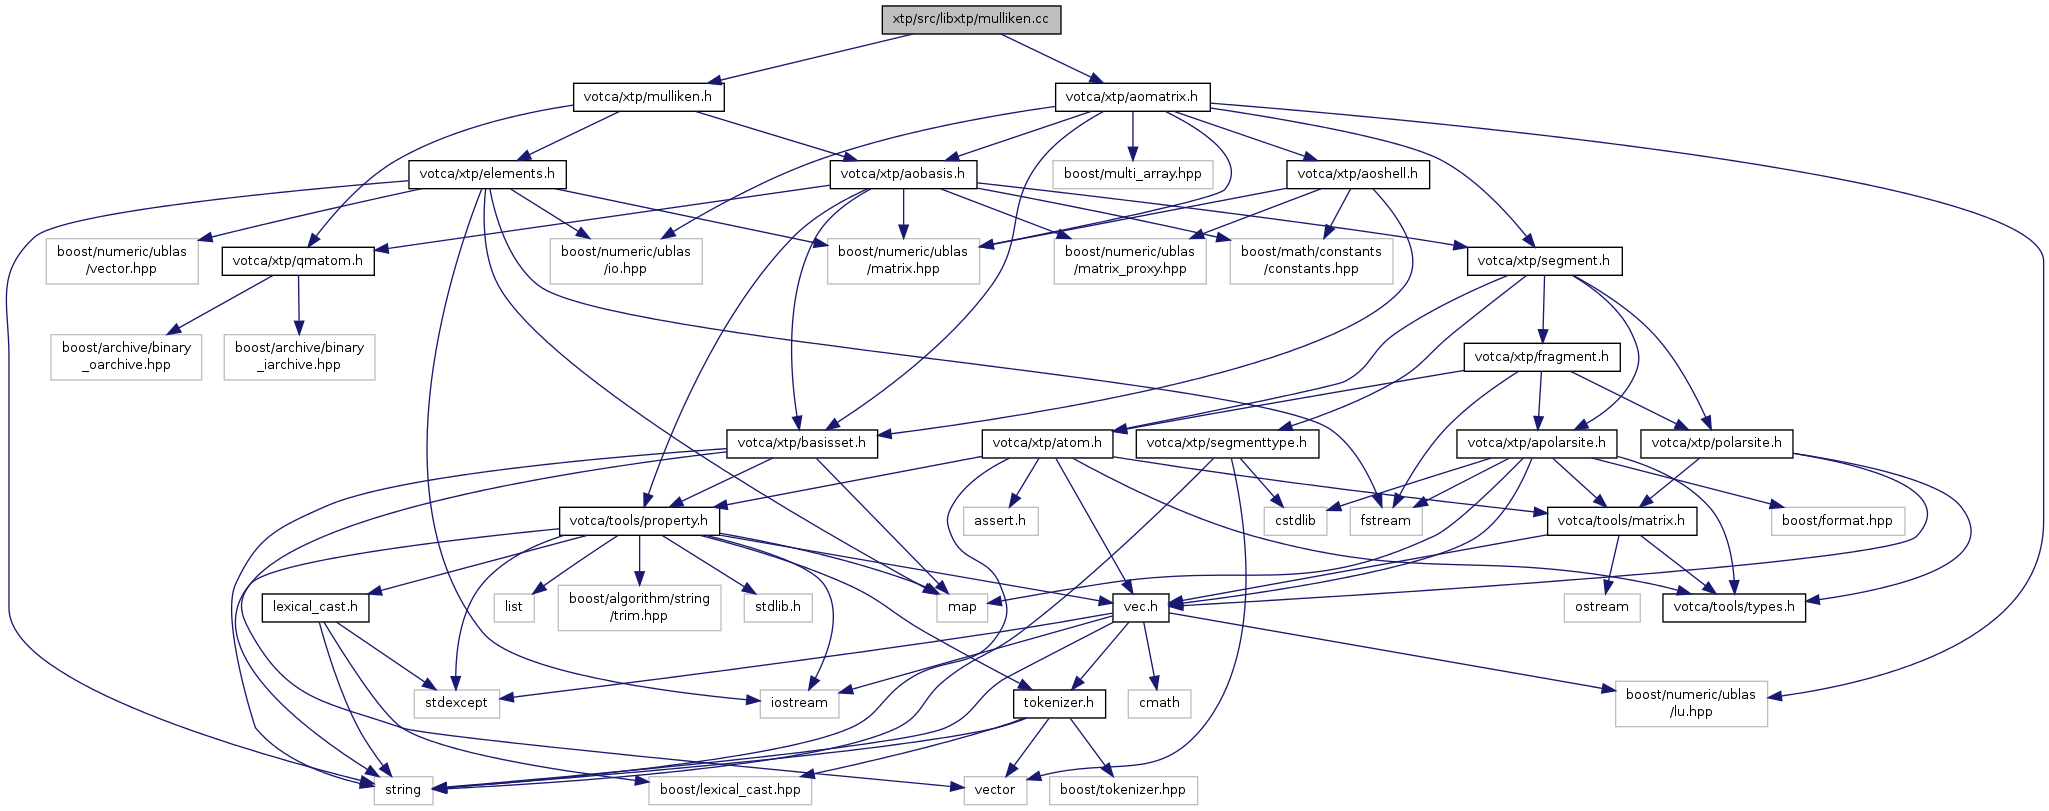 xtp/src/libxtp/mulliken.cc
votca/xtp/mulliken.h
votca/xtp/aomatrix.h
votca/xtp/elements.h
votca/xtp/aobasis.h
boost/multi_array.hpp
votca/xtp/aoshell.h
boost/numeric/ublas
/vector.hpp
votca/xtp/qmatom.h
boost/numeric/ublas
/io.hpp
boost/numeric/ublas
/matrix.hpp
boost/numeric/ublas
/matrix_proxy.hpp
boost/math/constants
/constants.hpp
votca/xtp/segment.h
boost/archive/binary
_oarchive.hpp
boost/archive/binary
_iarchive.hpp
votca/xtp/fragment.h
votca/xtp/basisset.h
votca/xtp/atom.h
votca/xtp/segmenttype.h
votca/xtp/apolarsite.h
votca/xtp/polarsite.h
votca/tools/property.h
assert.h
cstdlib
fstream
votca/tools/matrix.h
boost/format.hpp
lexical_cast.h
list
boost/algorithm/string
/trim.hpp
stdlib.h
map
vec.h
ostream
votca/tools/types.h
stdexcept
iostream
tokenizer.h
cmath
boost/numeric/ublas
/lu.hpp
string
boost/lexical_cast.hpp
vector
boost/tokenizer.hpp